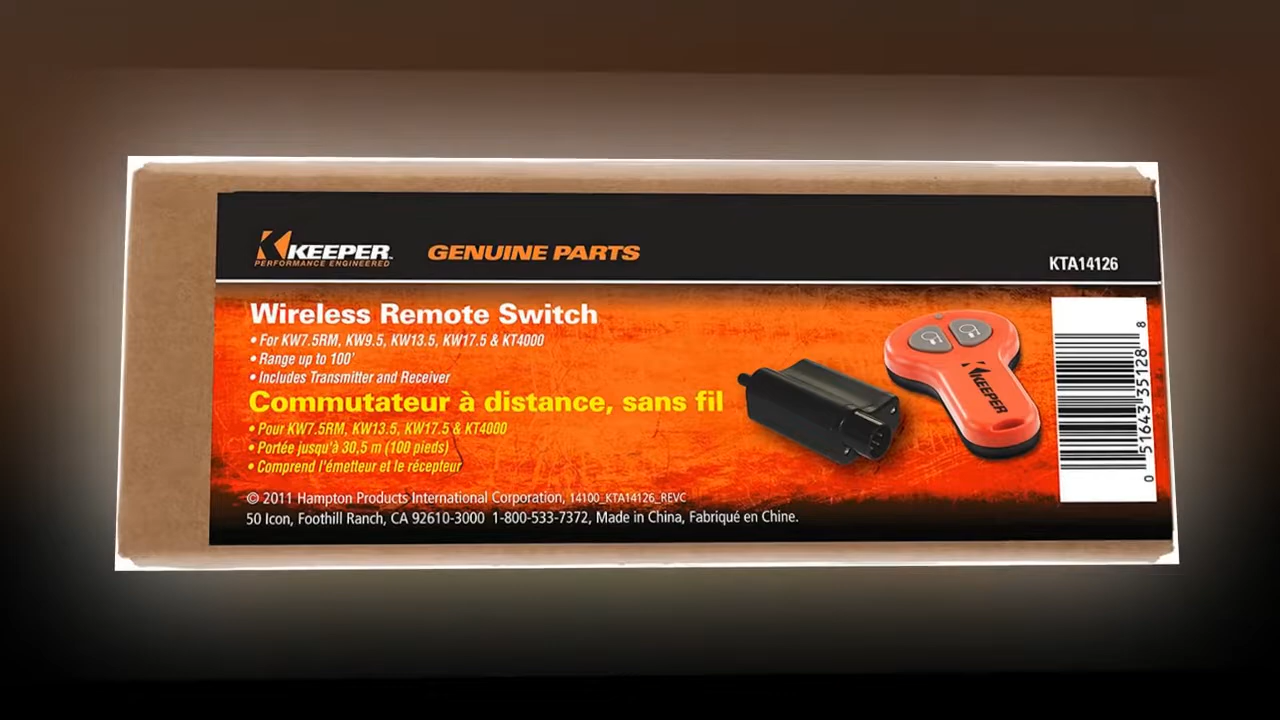 KEEPER
PERFORMANCE ENGINEERED
GENUINE PARTS
KTA14126
Wireless Remote Switch
• For KW7.5RM, KW9.5, KW13.5, KW17.5 & KT4000
• Range up to 100'
• Includes Transmitter and Receiver
Commutateur à distance, sans fil
• Pour KW7.5RM, KW13.5, KW17.5 & KT4000
• Portée jusqu'à 30,5 m (100 pieds)
• Comprend l'émetteur et le récepteur
© 2011 Hampton Products International Corporation, 14100_KTA14126_REVC
50 Icon, Foothill Ranch, CA 92610-3000 1-800-533-7372, Made in China, Fabriqué en Chine.
KEEPER
0 51643 35128 8